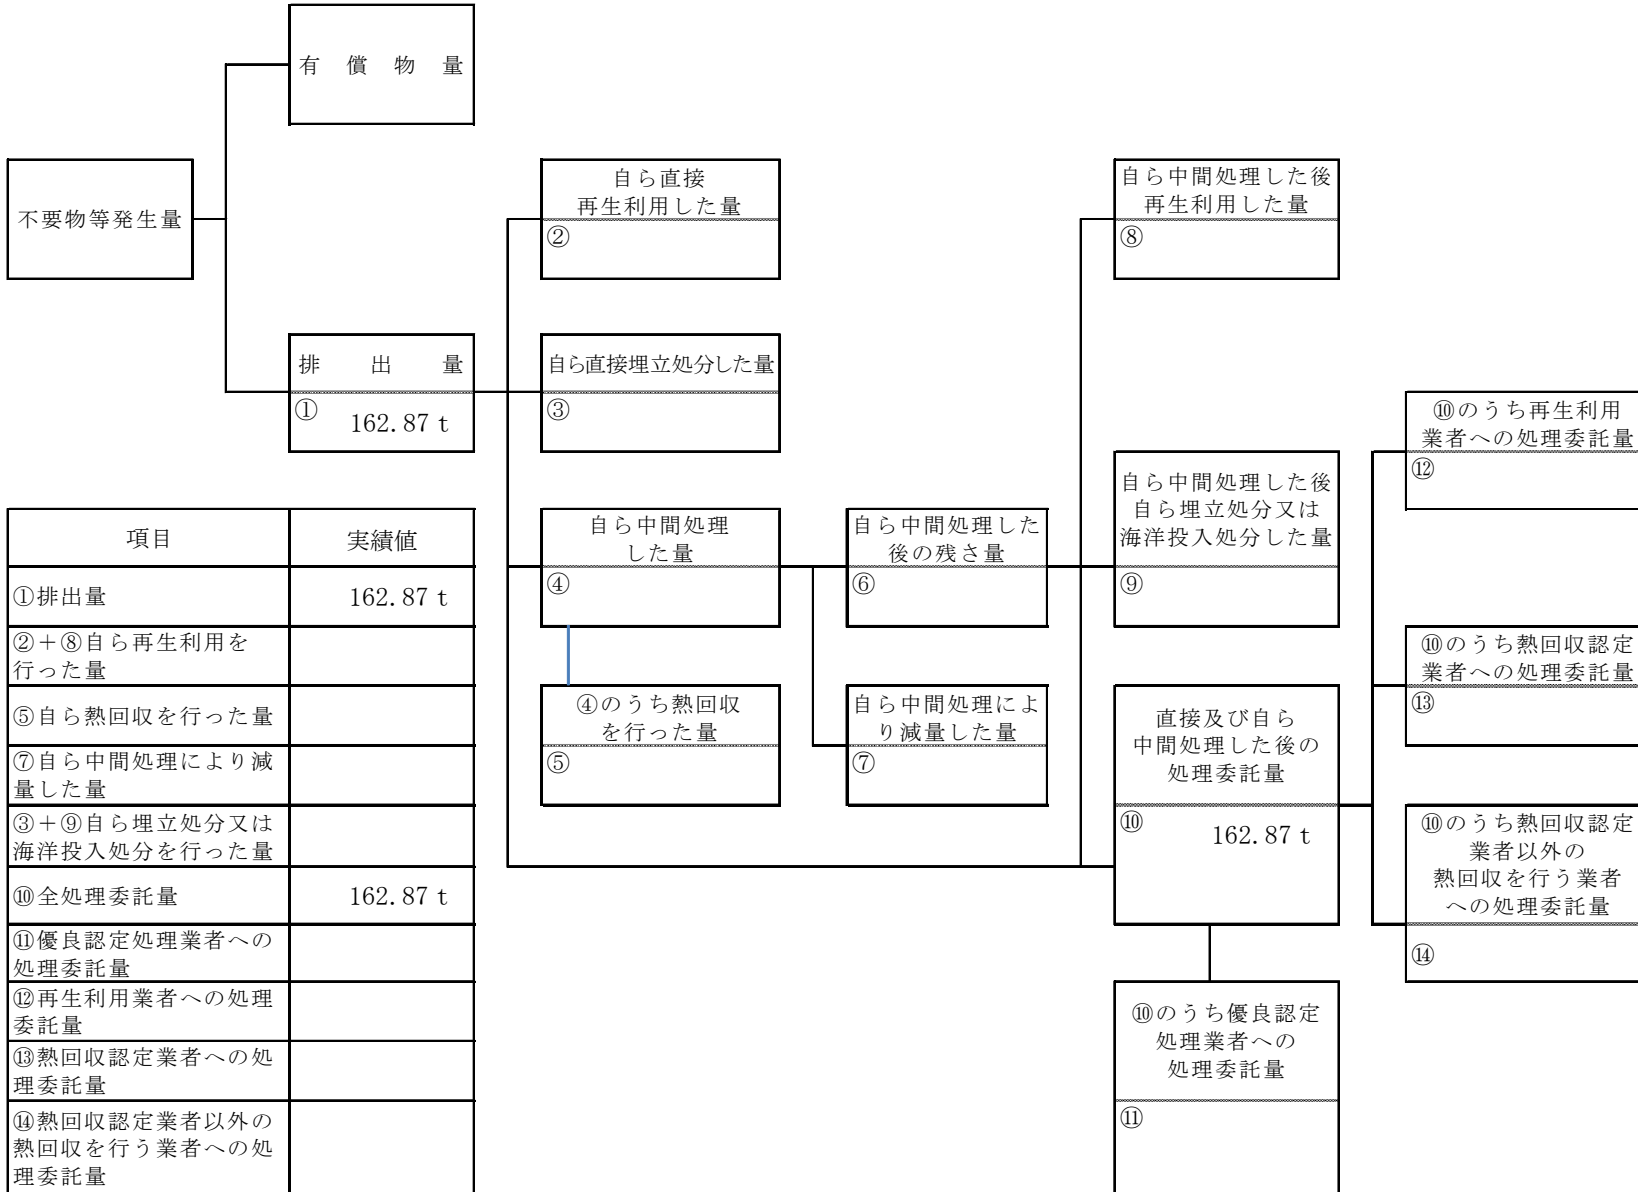 有償物量
不要物等発生量
排出量
① 162.87 t
自ら直接
再生利用した量
②
自ら直接埋立処分した量
③
自ら中間処理
した量
④
④のうち熱回収
を行った量
⑤
自ら中間処理した
後の残さ量
⑥
自ら中間処理によ
り減量した量
⑦
自ら中間処理した後
再生利用した量
⑧
自ら中間処理した後
自ら埋立処分又は
海洋投入処分した量
⑨
直接及び自ら
中間処理した後の
処理委託量
⑩ 162.87 t
⑩のうち優良認定
処理業者への
処理委託量
⑪
⑩のうち再生利用
業者への処理委託量
⑫
⑩のうち熱回収認定
業者への処理委託量
⑬
⑩のうち熱回収認定
業者以外の
熱回収を行う業者
への処理委託量
⑭
項目 実績値
①排出量 162.87 t
②＋⑧自ら再生利用を
行った量
⑤自ら熱回収を行った量
⑦自ら中間処理により減
量した量
③＋⑨自ら埋立処分又は
海洋投入処分を行った量
⑩全処理委託量 162.87 t
⑪優良認定処理業者への
処理委託量
⑫再生利用業者への処理
委託量
⑬熱回収認定業者への処
理委託量
⑭熱回収認定業者以外の
熱回収を行う業者への処
理委託量